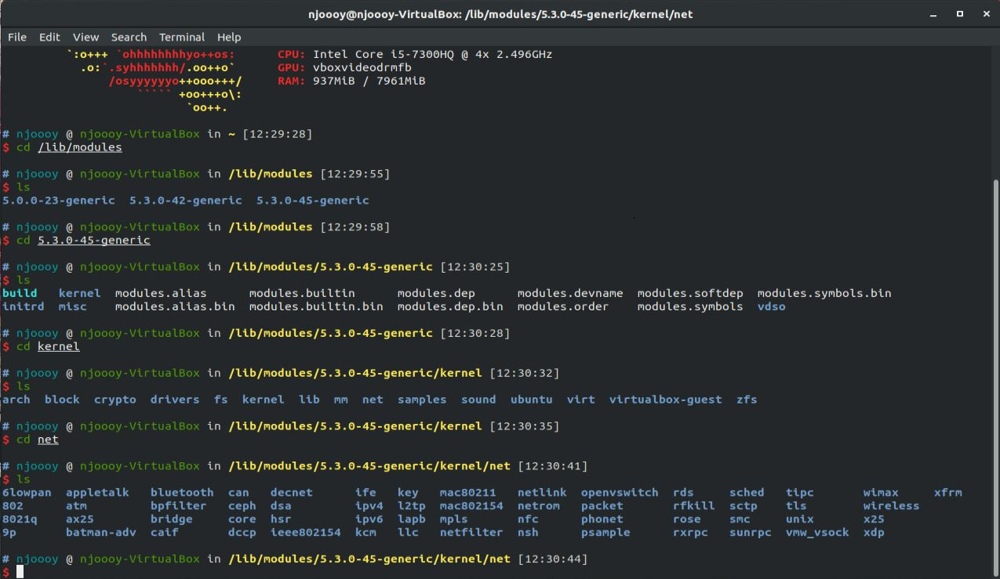 njoooy@njoooy-VirtualBox: /lib/modules/5.3.0-45-generic/kernel/net
File Edit View Search Terminal Help
`:o+++ `ohhhhhhhhyo++os: CPU: Intel Core i5-7300HQ @ 4x 2.496GHz
.o:`.syhhhhhhh/.oo++o` GPU: vboxvideodrmfb
/osyyyyyyo++ooo+++/ RAM: 937MiB / 7961MiB
````` +oo+++o\:
`oo++.
# njoooy @ njoooy-VirtualBox in ~ [12:29:28]
$ cd /lib/modules
# njoooy @ njoooy-VirtualBox in /lib/modules [12:29:55]
$ ls
5.0.0-23-generic 5.3.0-42-generic 5.3.0-45-generic
# njoooy @ njoooy-VirtualBox in /lib/modules [12:29:58]
$ cd 5.3.0-45-generic
# njoooy @ njoooy-VirtualBox in /lib/modules/5.3.0-45-generic [12:30:25]
$ ls
build kernel modules.alias modules.builtin modules.dep modules.devname modules.softdep modules.symbols.bin
initrd misc modules.alias.bin modules.builtin.bin modules.dep.bin modules.order modules.symbols vdso
# njoooy @ njoooy-VirtualBox in /lib/modules/5.3.0-45-generic [12:30:28]
$ cd kernel
# njoooy @ njoooy-VirtualBox in /lib/modules/5.3.0-45-generic/kernel [12:30:32]
$ ls
arch block crypto drivers fs kernel lib mm net samples sound ubuntu virt virtualbox-guest zfs
# njoooy @ njoooy-VirtualBox in /lib/modules/5.3.0-45-generic/kernel [12:30:35]
$ cd net
# njoooy @ njoooy-VirtualBox in /lib/modules/5.3.0-45-generic/kernel/net [12:30:41]
$ ls
6lowpan appletalk bluetooth can decnet ife key mac80211 netlink openvswitch rds sched tipc wimax xfrm
802 atm bpfilter ceph dsa ipv4 l2tp mac802154 netrom packet rfkill sctp tls wireless
8021q ax25 bridge core hsr ipv6 lapb mpls nfc phonet rose smc unix x25
9p batman-adv caif dccp ieee802154 kcm llc netfilter nsh psample rxrpc sunrpc vmw_vsock xdp
# njoooy @ njoooy-VirtualBox in /lib/modules/5.3.0-45-generic/kernel/net [12:30:44]
$